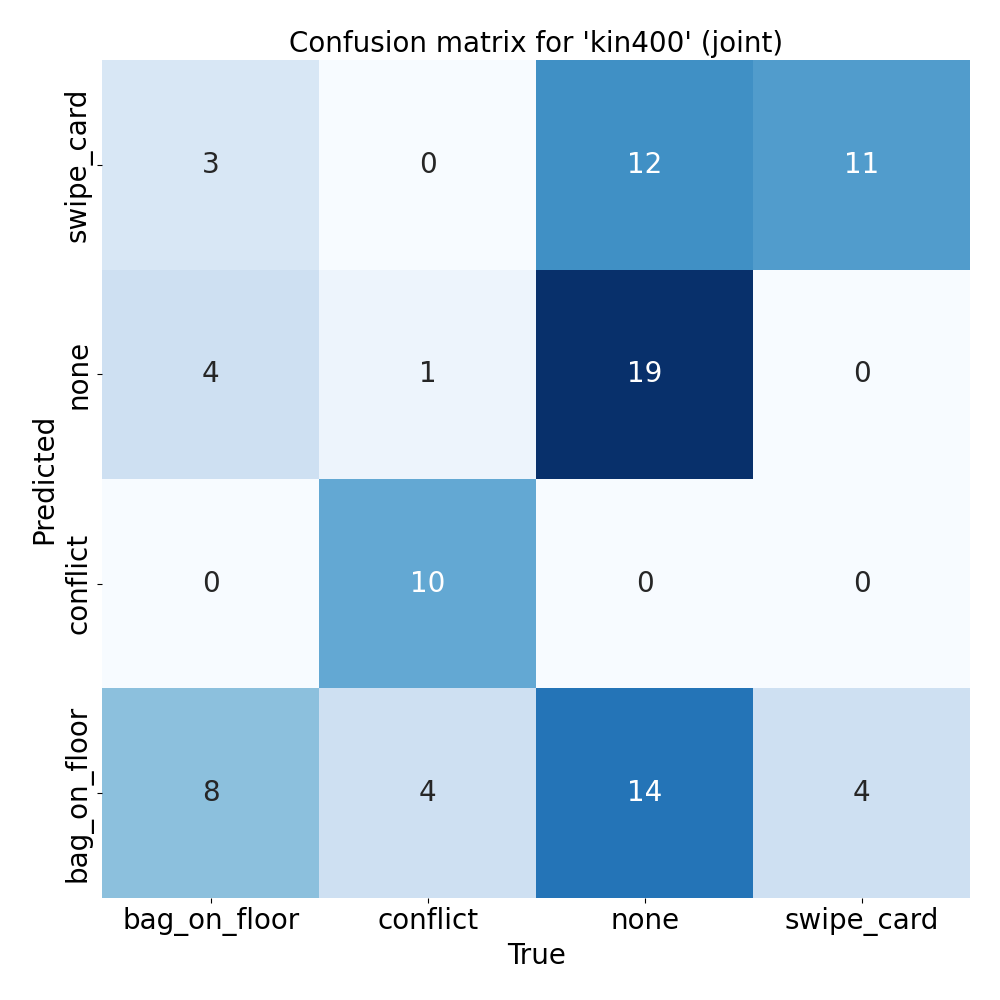 Confusion matrix for 'kin400' (joint)
Predicted
swipe_card
3 0 12 11
none
4 1 19 0
conflict
0 10 0 0
bag_on_floor
8 4 14 4
bag_on_floor conflict none swipe_card
True